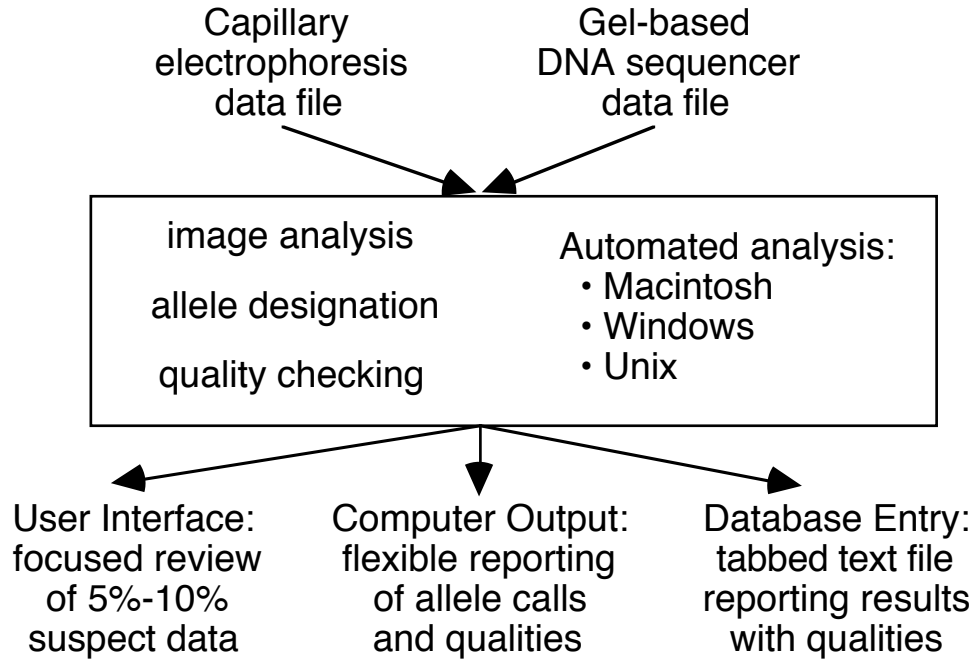 Capillary
electrophoresis
data file
Gel-based
DNA sequencer
data file
image analysis
allele designation
quality checking
Automated analysis:
• Macintosh
• Windows
• Unix
User Interface:
focused review
of 5%-10%
suspect data
Computer Output:
flexible reporting
of allele calls
and qualities
Database Entry:
tabbed text file
reporting results
with qualities